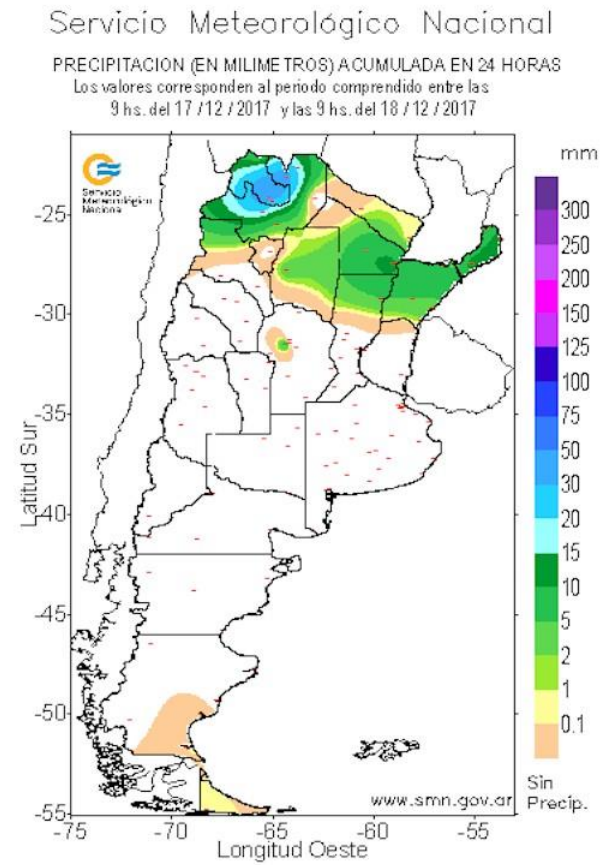 Servicio Meteorológico Nacional
PRECIPITACION (EN MILIMETROS) ACUMULADA EN 24 HORAS
Los valores corresponden al periodo comprendido entre las
9 hs. del 17 / 12 / 2017 y las 9 hs. del 18 / 12 / 2017
Servicio
Meteorológico
Nacional
mm
300
250
200
150
125
100
75
50
30
20
15
10
5
2
1
0.1
Sin
Precip.
-25
-30
-35
-40
-45
-50
-55
Latitud Sur
www.smn.gov.ar
-75
-70
-65
-60
-55
Longitud Oeste